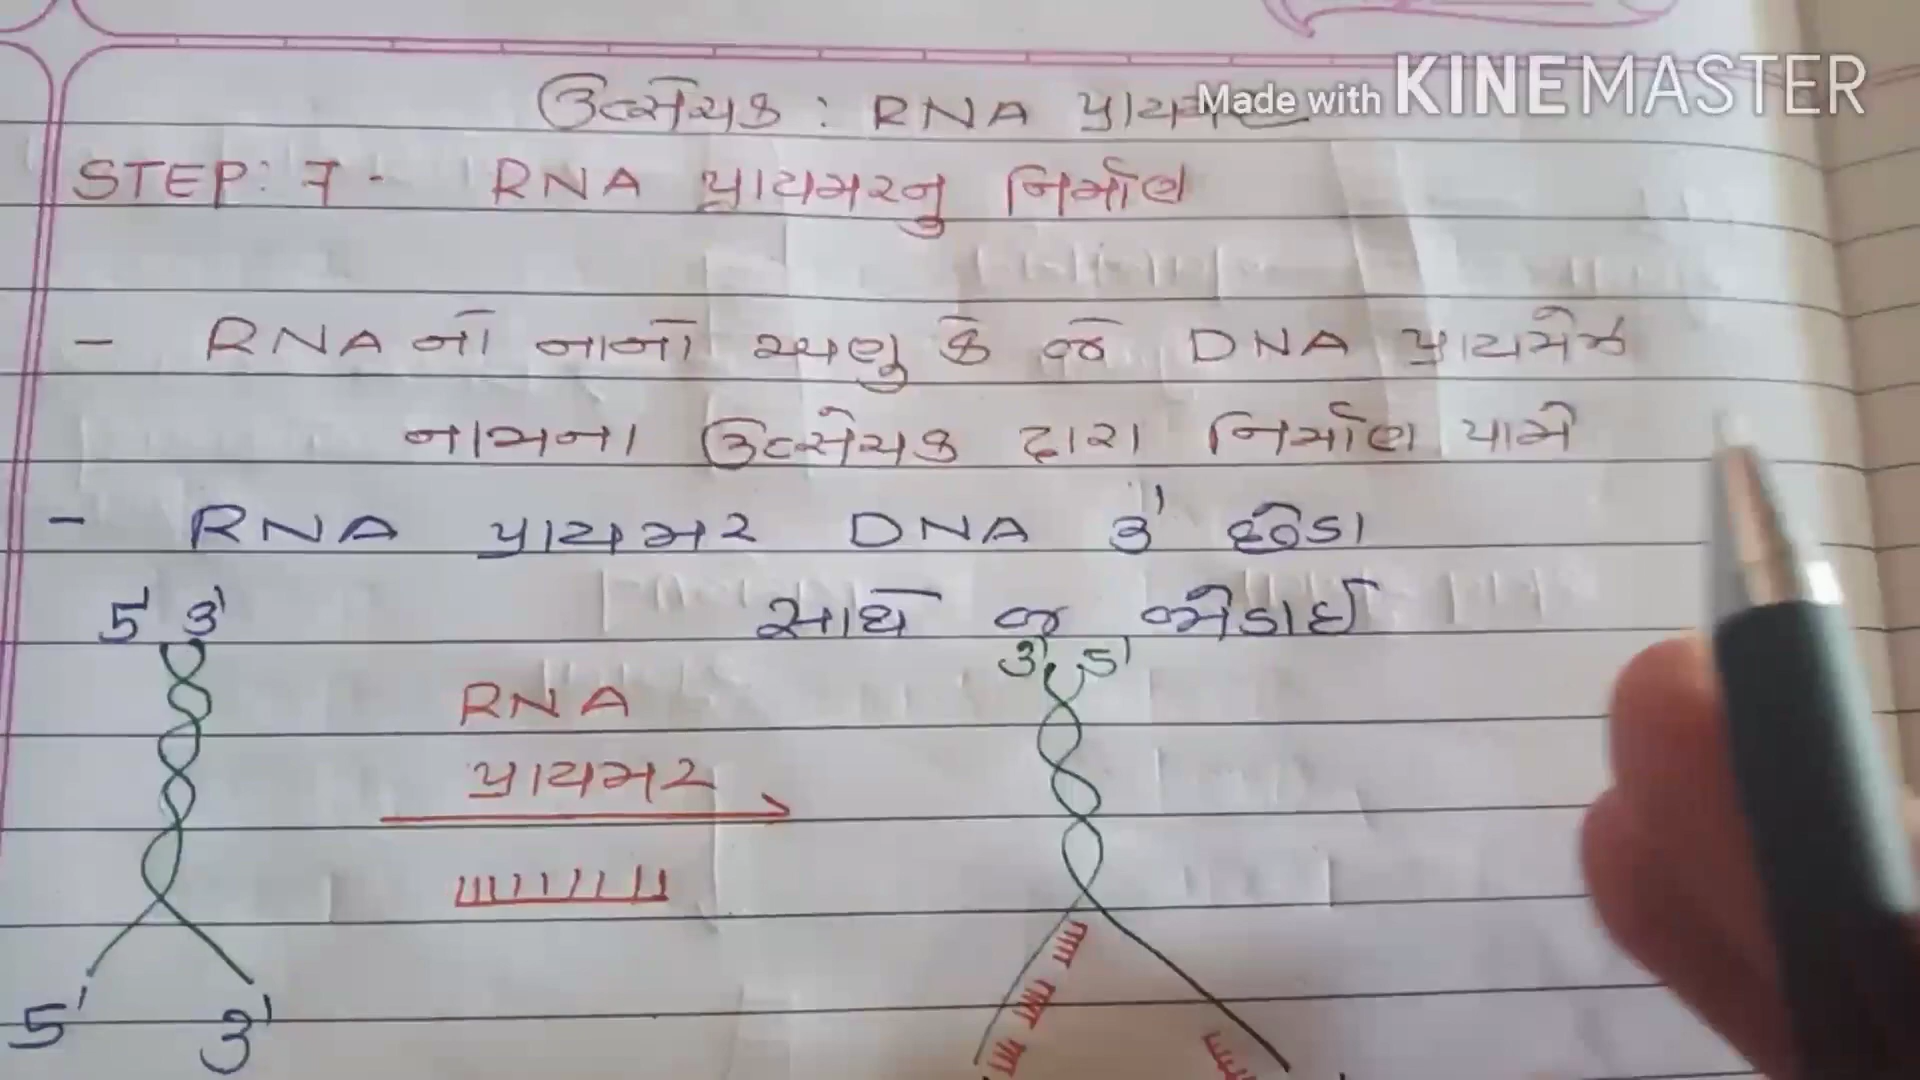 ઉત્સેચક : RNA પ્રાયમેઝ
Made with KINEMASTER
STEP: 7 - RNA પ્રાયમરનુ નિર્માણ
- RNA નો નાનો અણુ કે જે DNA પ્રાયમેઝ
નામના ઉત્સેચક દ્વારા નિર્માણ પામે
- RNA પ્રાયમર DNA 3' છેડા
સાથે જ જોડાઈ
5' 3'
3' 5'
RNA
પ્રાયમર
5' 3'